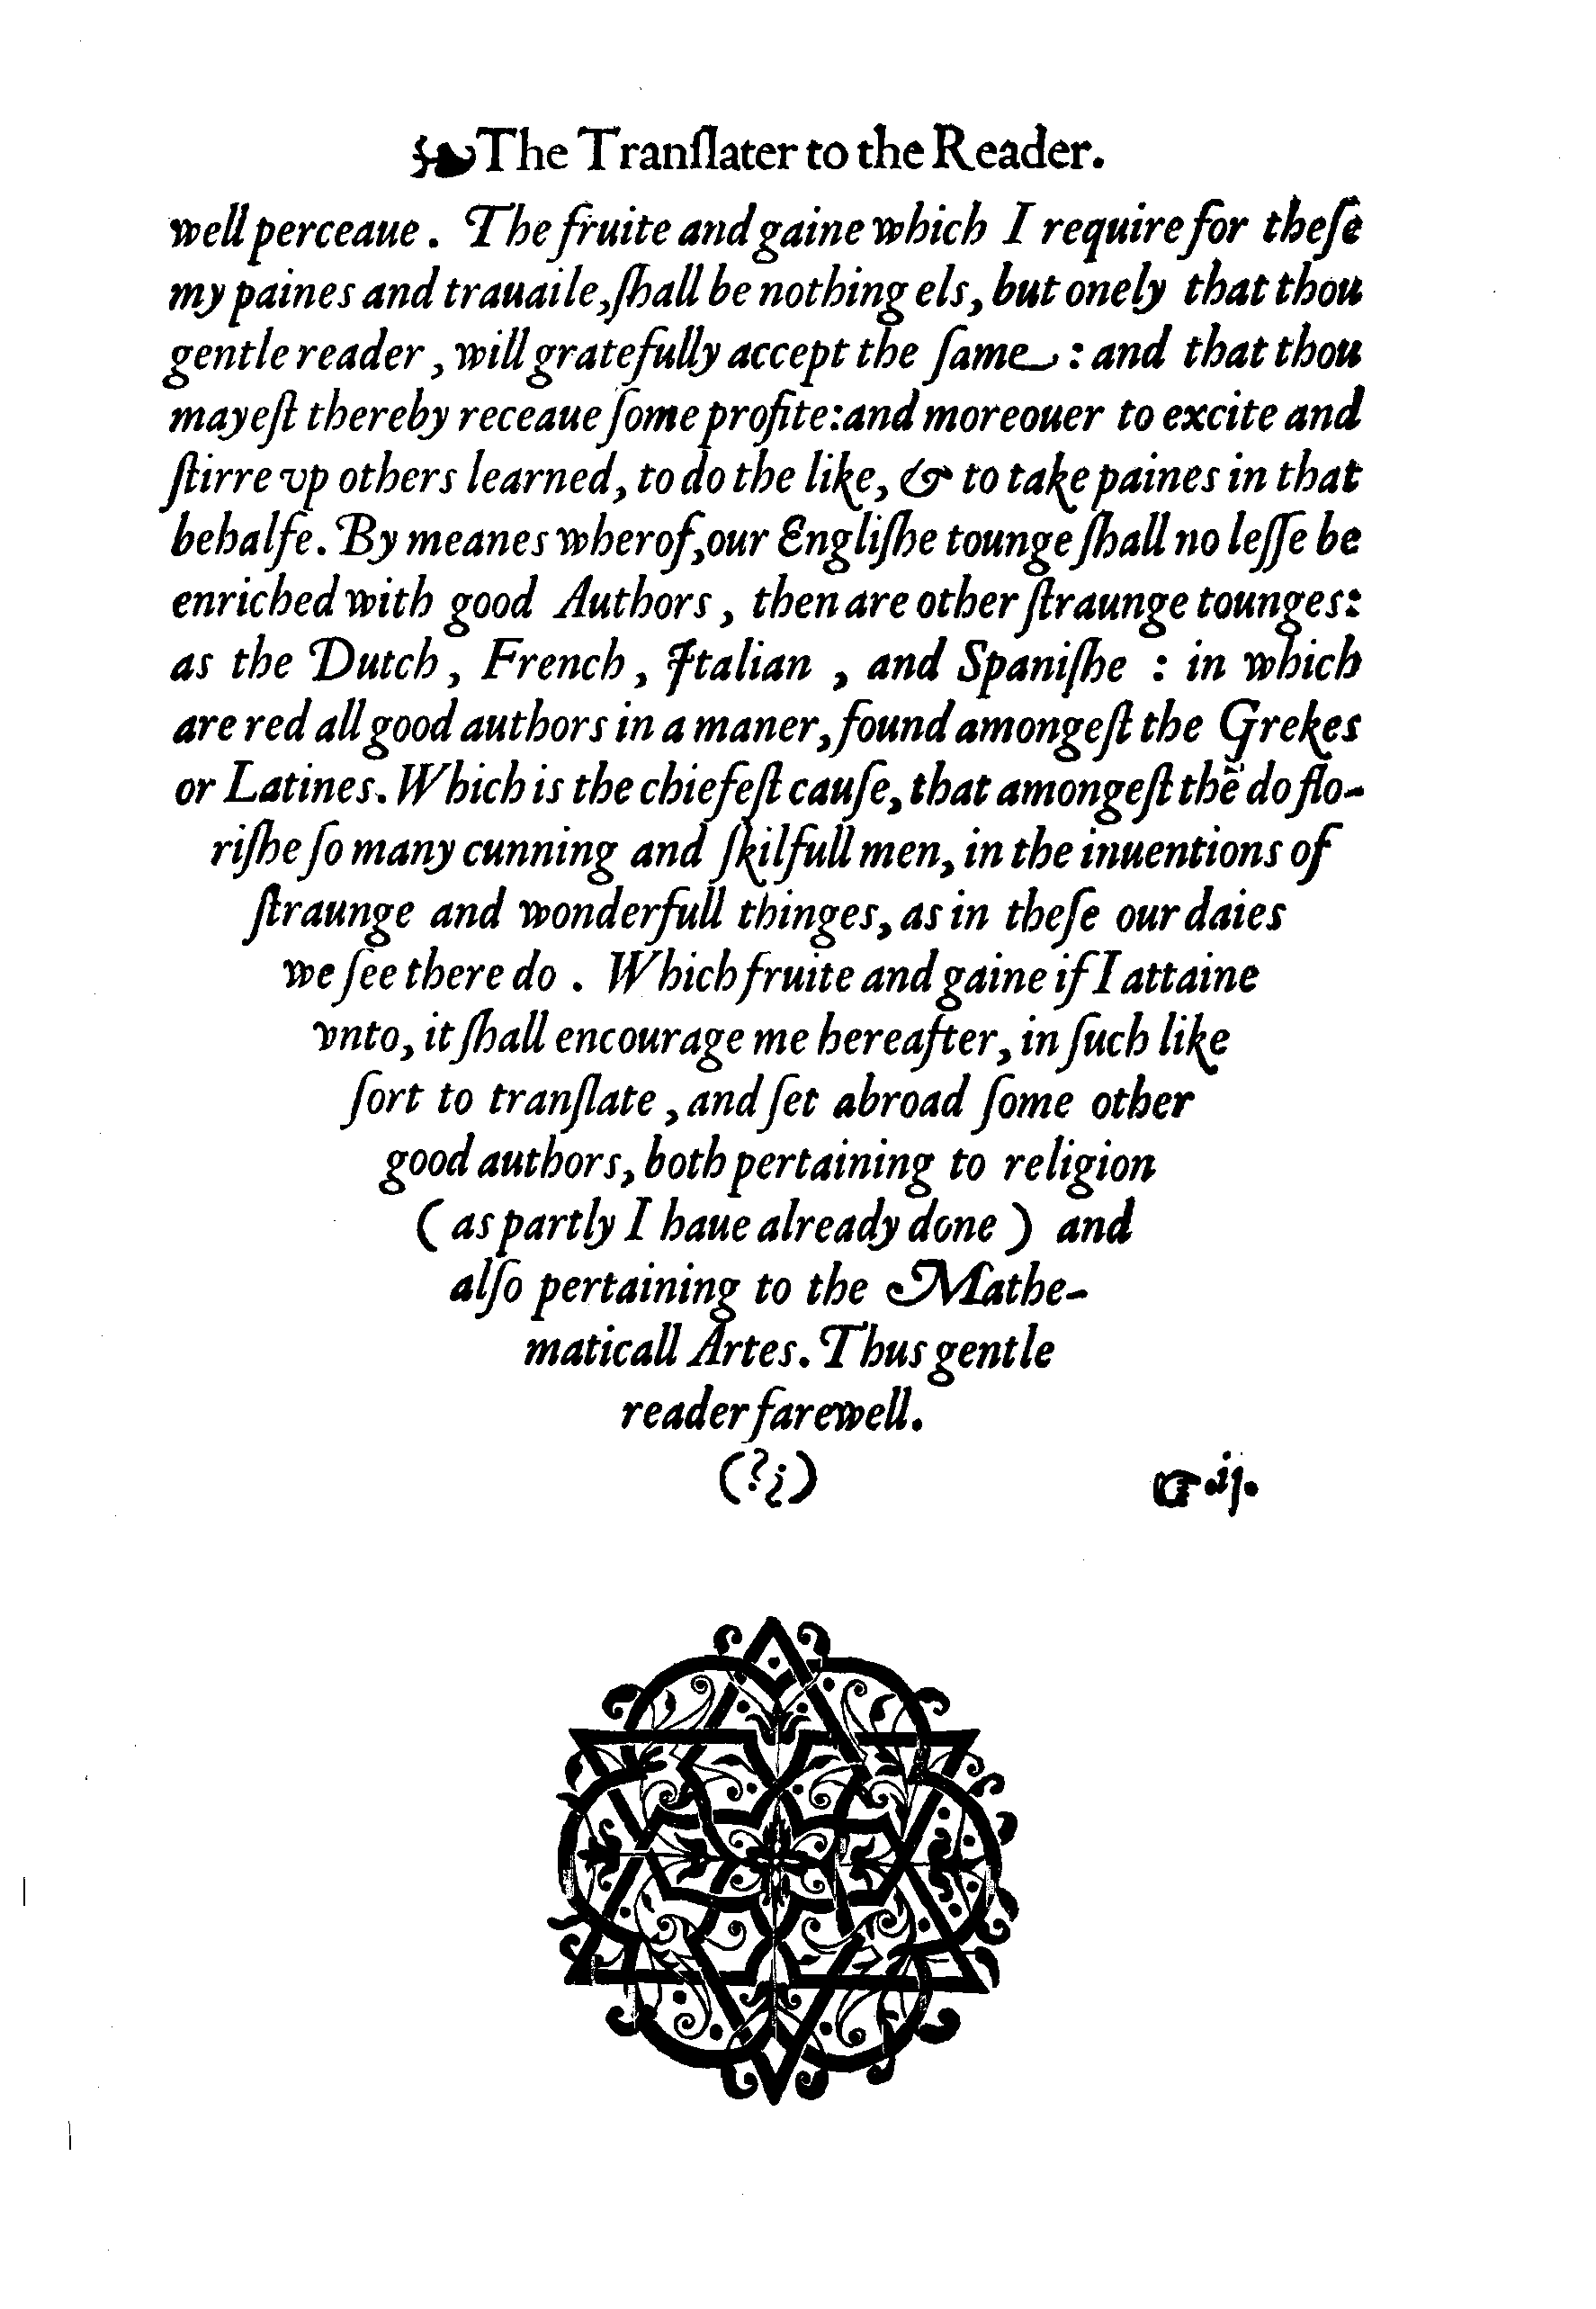 ❧The Tranſlater to the Reader.
well perceaue. The fruite and gaine which I require for theſe
my paines and trauaile, ſhall be nothing els, but onely that thou
gentle reader, will gratefully accept the ſame: and that thou
mayeſt thereby receaue ſome profite: and moreouer to excite and
ſtirre vp others learned, to do the like, & to take paines in that
behalfe. By meanes wherof, our Engliſhe tounge ſhall no leſſe be
enriched with good Authors, then are other ſtraunge tounges:
as the Dutch, French, Italian, and Spaniſhe: in which
are red all good authors in a maner, found amongeſt the Grekes
or Latines. Which is the chiefeſt cauſe, that amongeſt thẽ do flo-
riſhe ſo many cunning and ſkilfull men, in the inuentions of
ſtraunge and wonderfull thinges, as in theſe our daies
we ſee there do. Which fruite and gaine if I attaine
vnto, it ſhall encourage me hereafter, in ſuch like
ſort to tranſlate, and ſet abroad ſome other
good authors, both pertaining to religion
(as partly I haue already done) and
alſo pertaining to the Mathe-
maticall Artes. Thus gentle
reader farewell.
(?¿)
☞.ij.